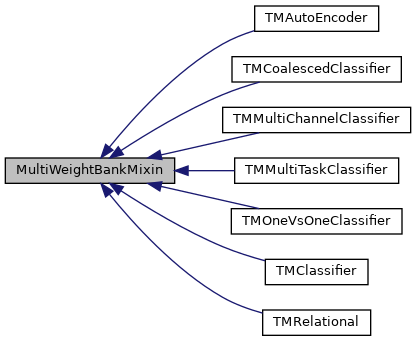 TMAutoEncoder
TMCoalescedClassifier
TMMultiChannelClassifier
MultiWeightBankMixin
TMMultiTaskClassifier
TMOneVsOneClassifier
TMClassifier
TMRelational